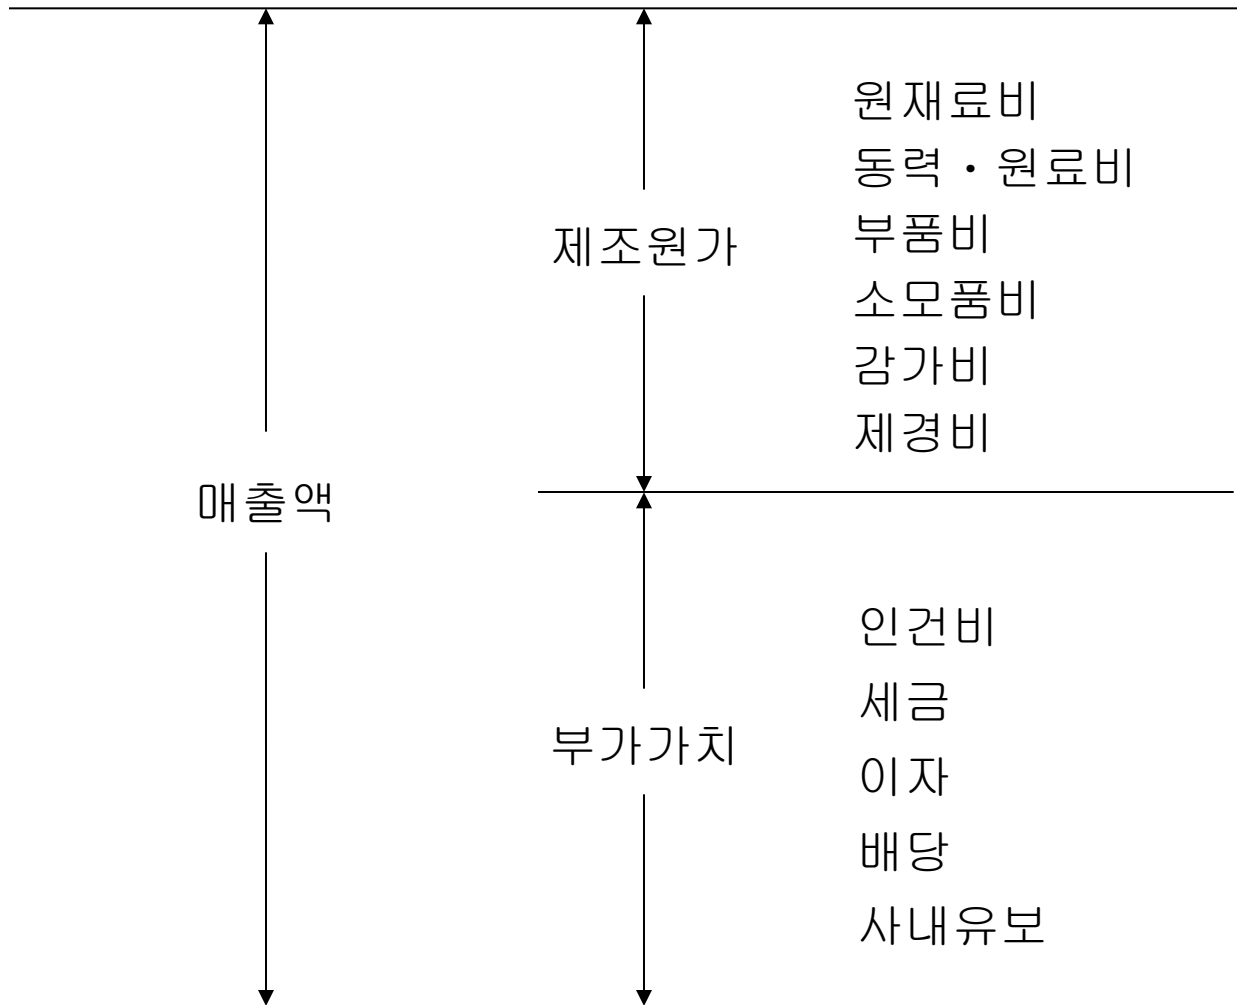 매출액
제조원가
원재료비
동력・원료비
부품비
소모품비
감가비
제경비
부가가치
인건비
세금
이자
배당
사내유보